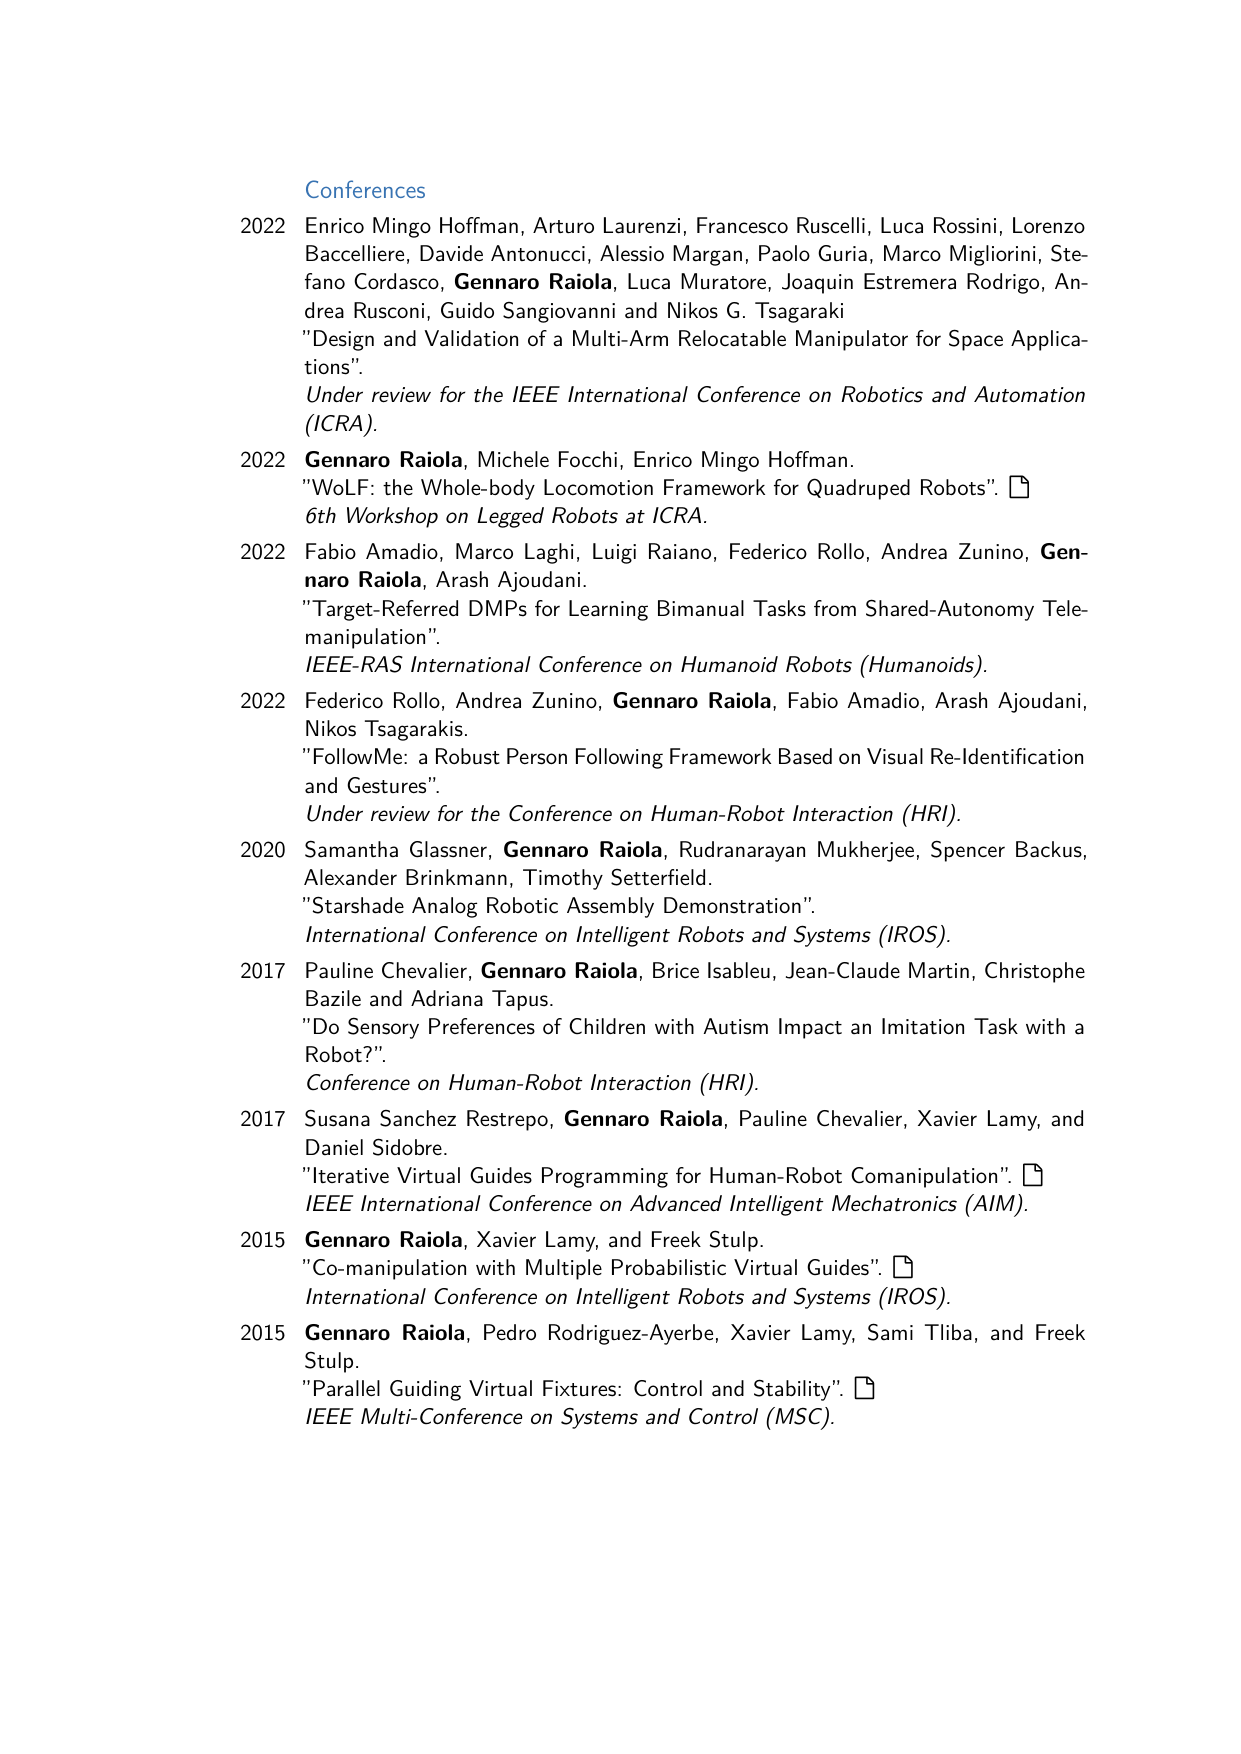 Conferences
2022 Enrico Mingo Hoffman, Arturo Laurenzi, Francesco Ruscelli, Luca Rossini, Lorenzo
Baccelliere, Davide Antonucci, Alessio Margan, Paolo Guria, Marco Migliorini, Ste-
fano Cordasco, Gennaro Raiola, Luca Muratore, Joaquin Estremera Rodrigo, An-
drea Rusconi, Guido Sangiovanni and Nikos G. Tsagaraki
”Design and Validation of a Multi-Arm Relocatable Manipulator for Space Applica-
tions”.
Under review for the IEEE International Conference on Robotics and Automation
(ICRA).
2022 Gennaro Raiola, Michele Focchi, Enrico Mingo Hoffman.
”WoLF: the Whole-body Locomotion Framework for Quadruped Robots”.
6th Workshop on Legged Robots at ICRA.
2022 Fabio Amadio, Marco Laghi, Luigi Raiano, Federico Rollo, Andrea Zunino, Gen-
naro Raiola, Arash Ajoudani.
”Target-Referred DMPs for Learning Bimanual Tasks from Shared-Autonomy Tele-
manipulation”.
IEEE-RAS International Conference on Humanoid Robots (Humanoids).
2022 Federico Rollo, Andrea Zunino, Gennaro Raiola, Fabio Amadio, Arash Ajoudani,
Nikos Tsagarakis.
”FollowMe: a Robust Person Following Framework Based on Visual Re-Identification
and Gestures”.
Under review for the Conference on Human-Robot Interaction (HRI).
2020 Samantha Glassner, Gennaro Raiola, Rudranarayan Mukherjee, Spencer Backus,
Alexander Brinkmann, Timothy Setterfield.
”Starshade Analog Robotic Assembly Demonstration”.
International Conference on Intelligent Robots and Systems (IROS).
2017 Pauline Chevalier, Gennaro Raiola, Brice Isableu, Jean-Claude Martin, Christophe
Bazile and Adriana Tapus.
”Do Sensory Preferences of Children with Autism Impact an Imitation Task with a
Robot?”.
Conference on Human-Robot Interaction (HRI).
2017 Susana Sanchez Restrepo, Gennaro Raiola, Pauline Chevalier, Xavier Lamy, and
Daniel Sidobre.
”Iterative Virtual Guides Programming for Human-Robot Comanipulation”.
IEEE International Conference on Advanced Intelligent Mechatronics (AIM).
2015 Gennaro Raiola, Xavier Lamy, and Freek Stulp.
”Co-manipulation with Multiple Probabilistic Virtual Guides”.
International Conference on Intelligent Robots and Systems (IROS).
2015 Gennaro Raiola, Pedro Rodriguez-Ayerbe, Xavier Lamy, Sami Tliba, and Freek
Stulp.
”Parallel Guiding Virtual Fixtures: Control and Stability”.
IEEE Multi-Conference on Systems and Control (MSC).